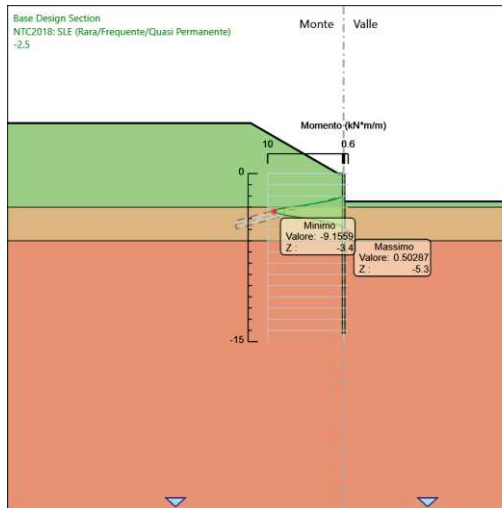 Base Design Section
NTC2018: SLE (Rara/Frequente/Quasi Permanente)
-2.5
Monte
Valle
Momento (kN*m/m)
10
0.6
0
Minimo
Valore: -9.1559
Z : -3.4
Massimo
Valore: 0.50287
Z : -5.3
-15